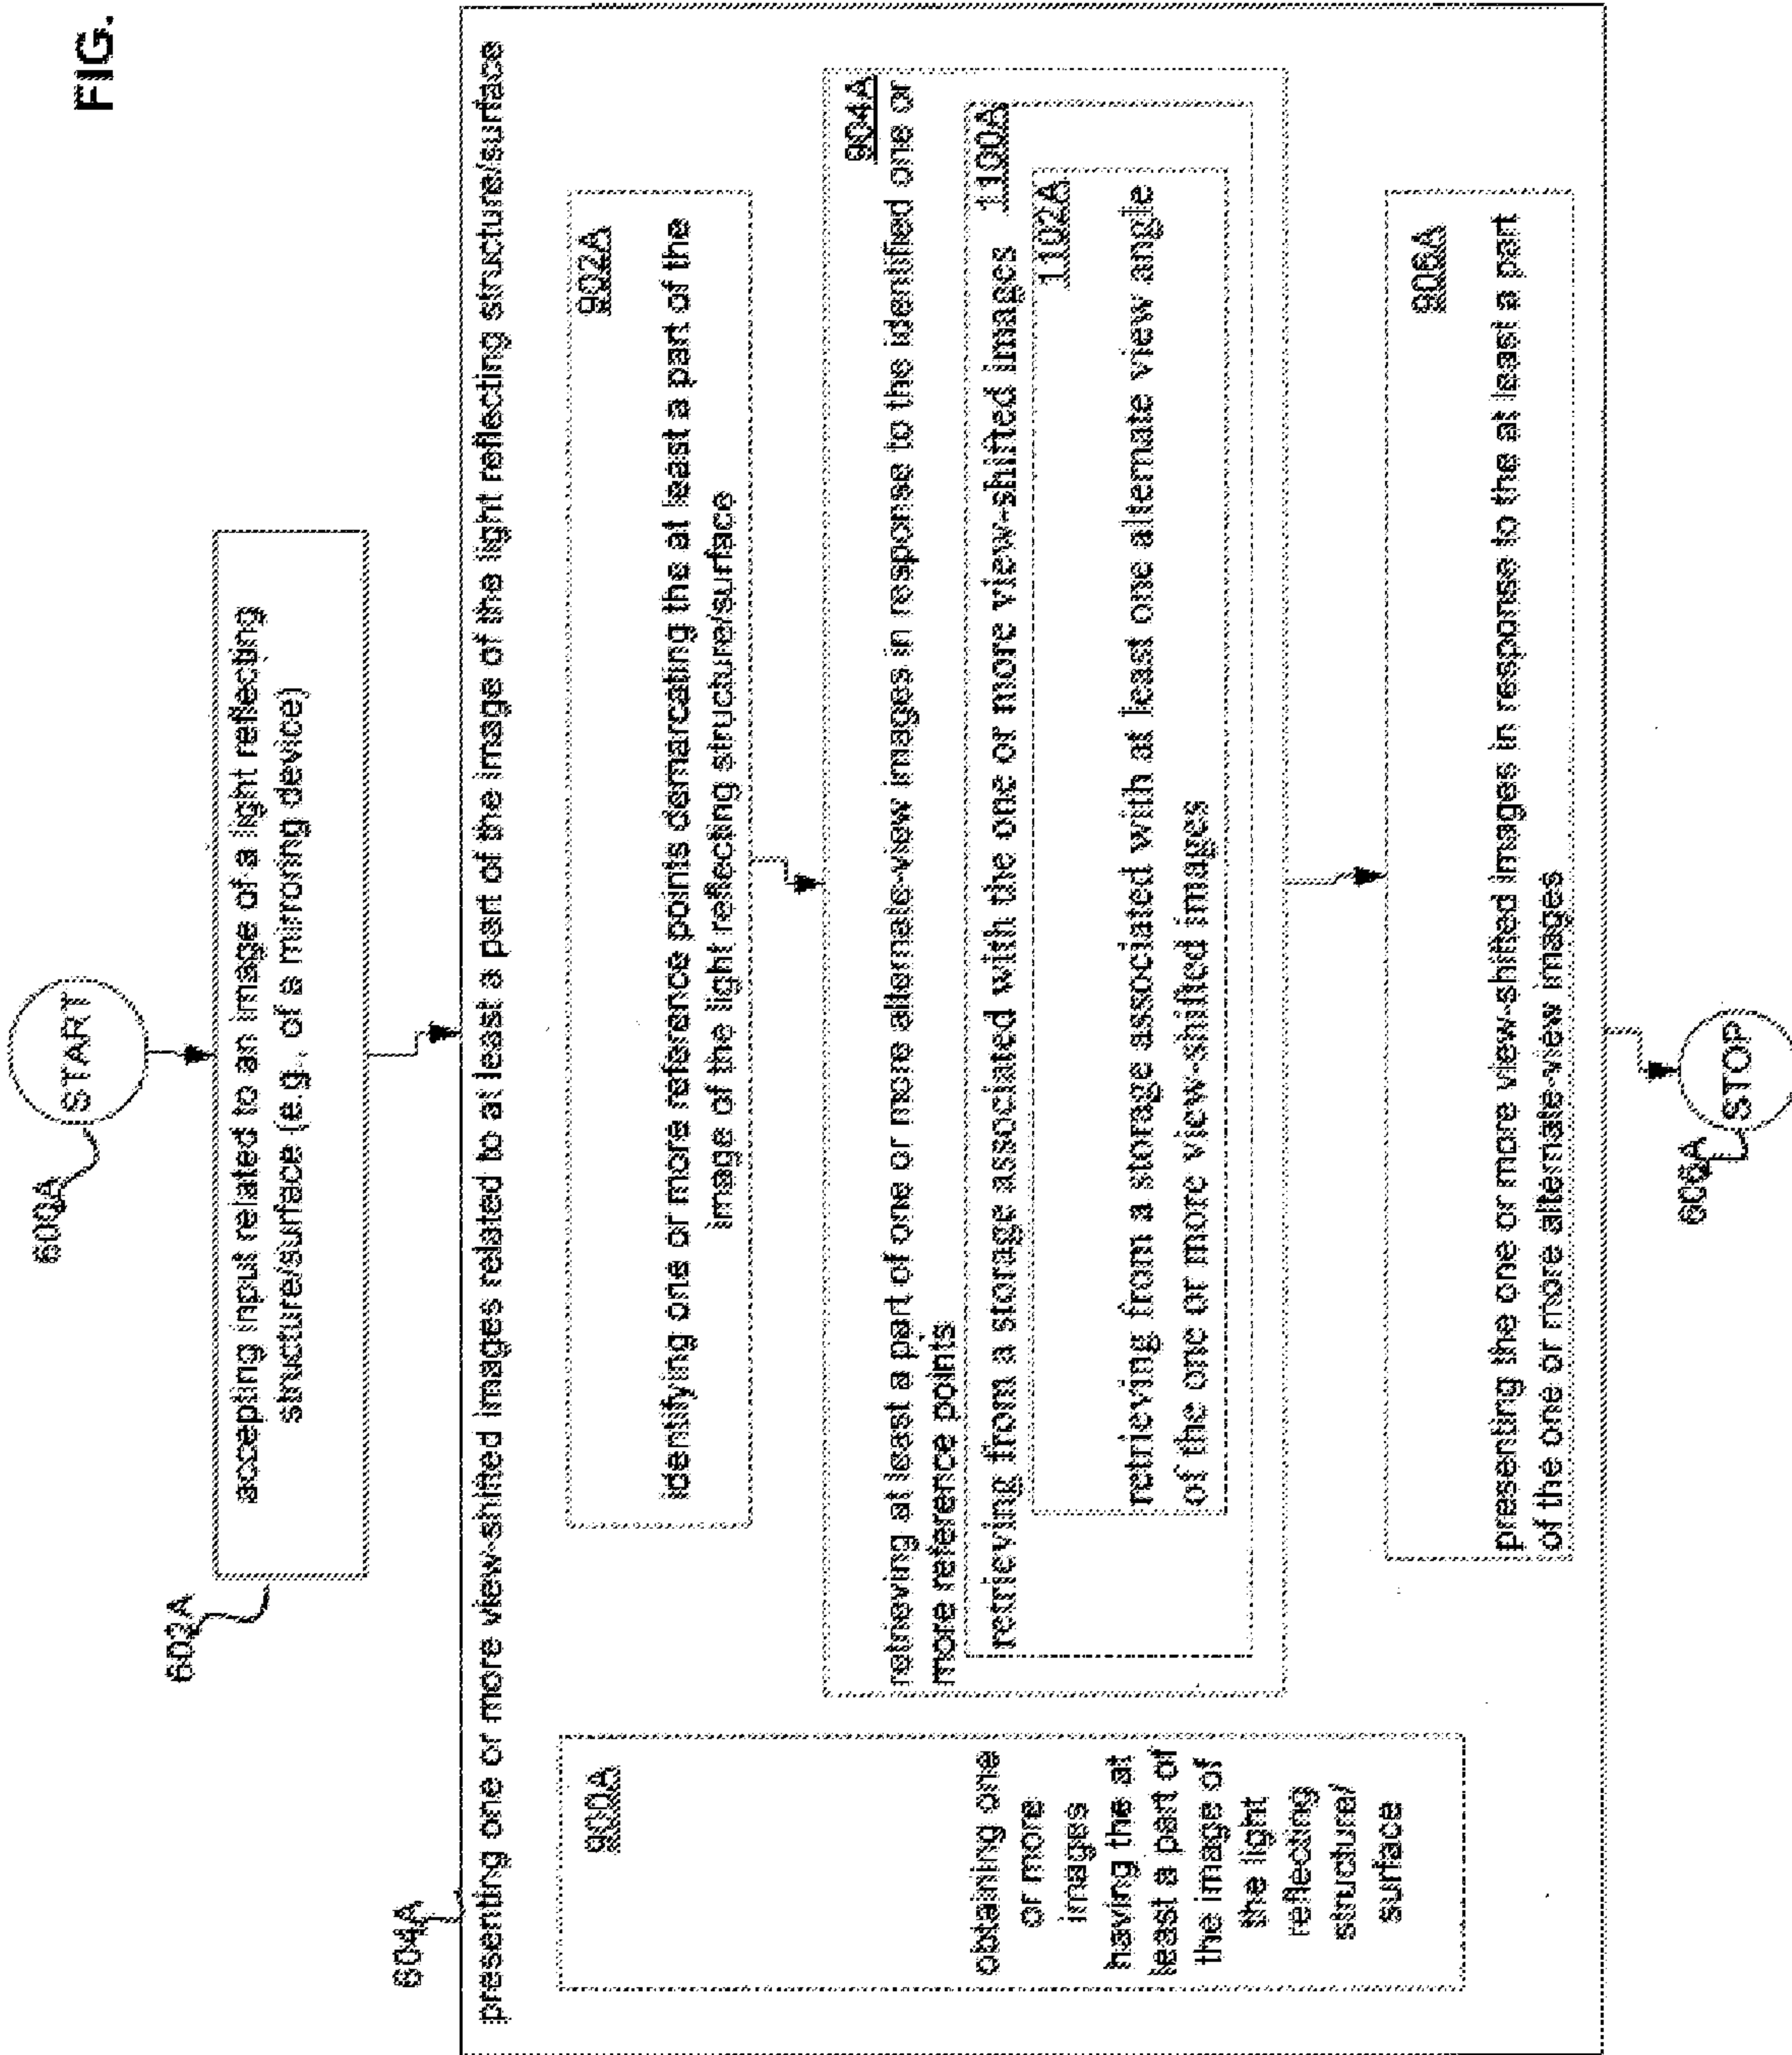 FIG.
START
600A
accepting input related to an image of a light reflecting
structure/surface (e.g., of a mirroring device)
602A
604A
presenting one or more view-shifted images related to at least a part of the image of the light reflecting structure/surface
900A
obtaining one
or more
images
having the at
least a part of
the image of
the light
reflecting
structure/
surface
902A
identifying one or more reference points demarcating the at least a part of the
image of the light reflecting structure/surface
904A
retrieving at least a part of one or more alternate-view images in response to the identified one or
more reference points
retrieving from a storage associated with the one or more view-shifted images 1100A
1102A
retrieving from a storage associated with at least one alternate view angle
of the one or more view-shifted images
906A
presenting the one or more view-shifted images in response to the at least a part
of the one or more alternate-view images
STOP
606A